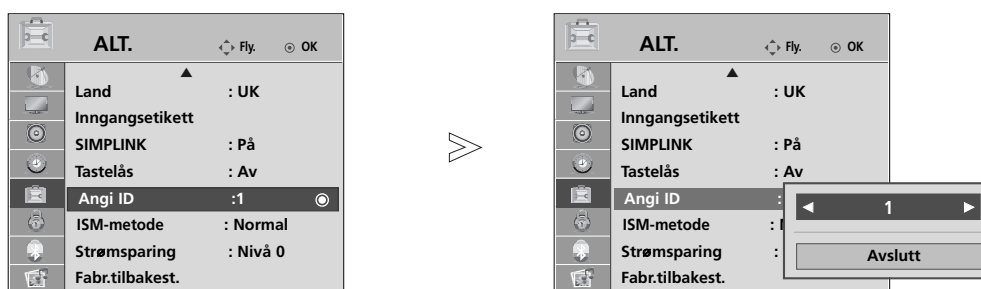 ALT. Fly. OK
Land : UK
Inngangsetikett
SIMPLINK : På
Tastelås : Av
Angi ID :1
ISM-metode : Normal
Strømsparing : Nivå 0
Fabr.tilbakest.
ALT. Fly. OK
Land : UK
Inngangsetikett
SIMPLINK : På
Tastelås : Av
Angi ID :
ISM-metode :
Strømsparing :
Fabr.tilbakest.
1
Avslutt